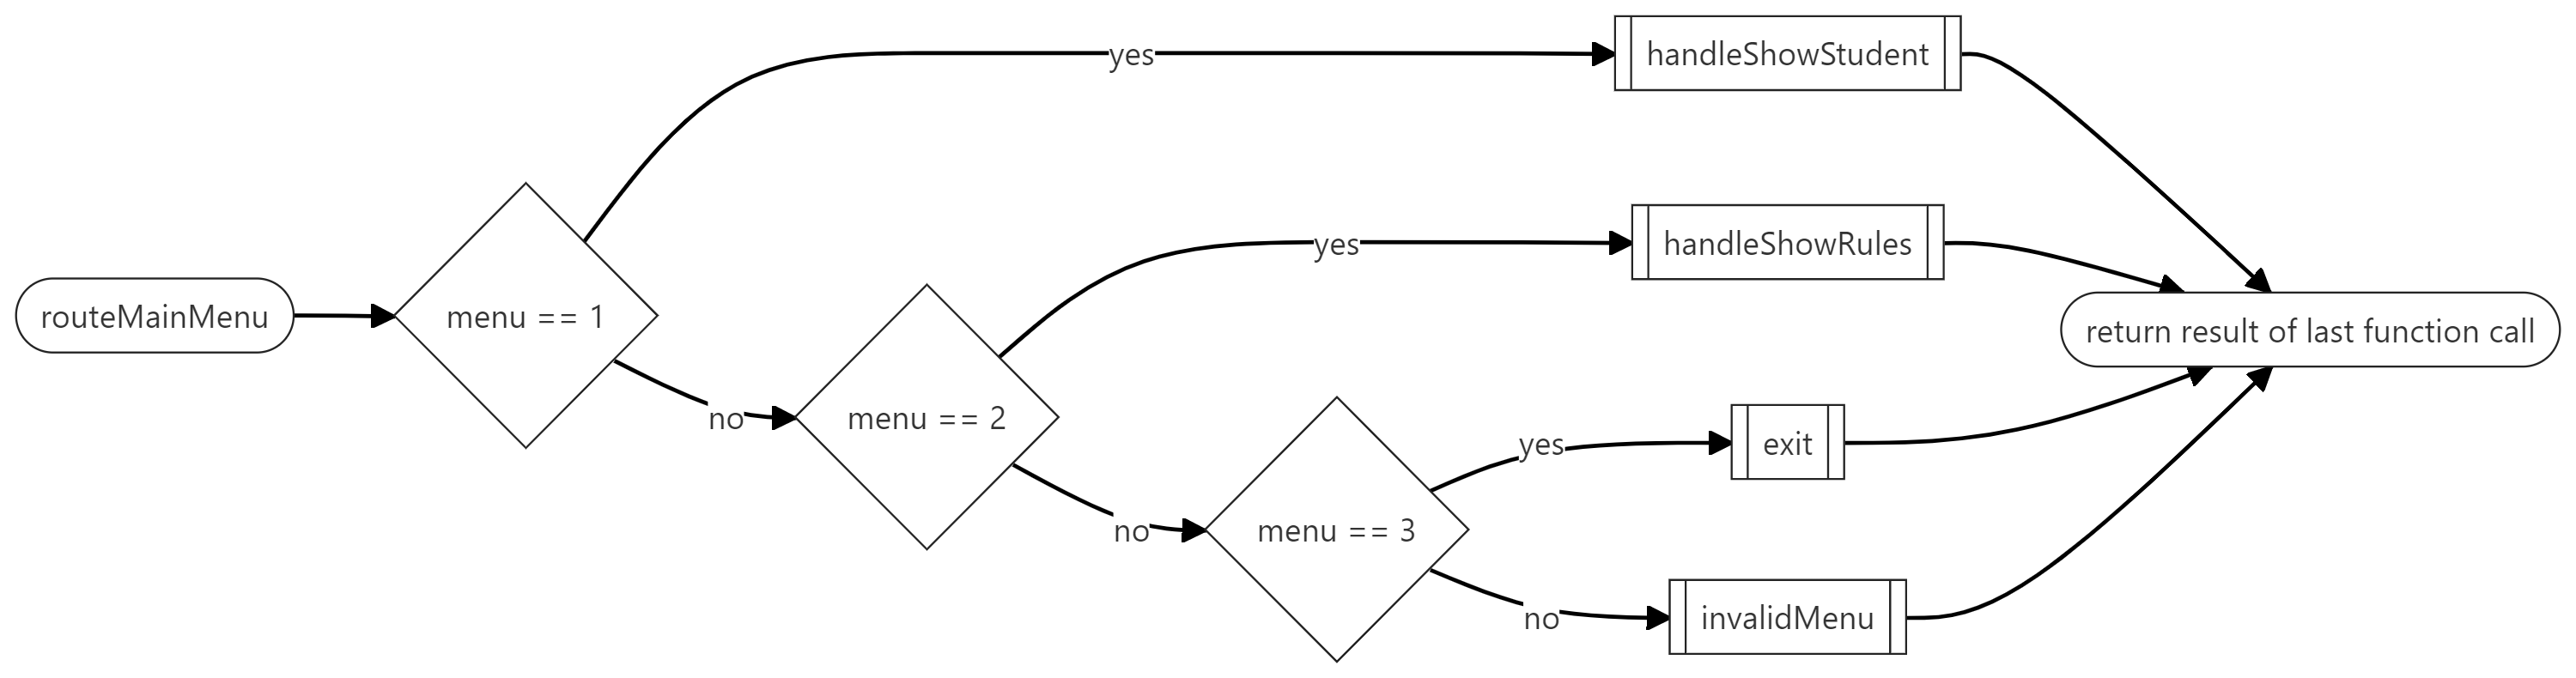 routeMainMenu
menu == 1
yes
handleShowStudent
no
menu == 2
yes
handleShowRules
no
menu == 3
yes
exit
no
invalidMenu
return result of last function call